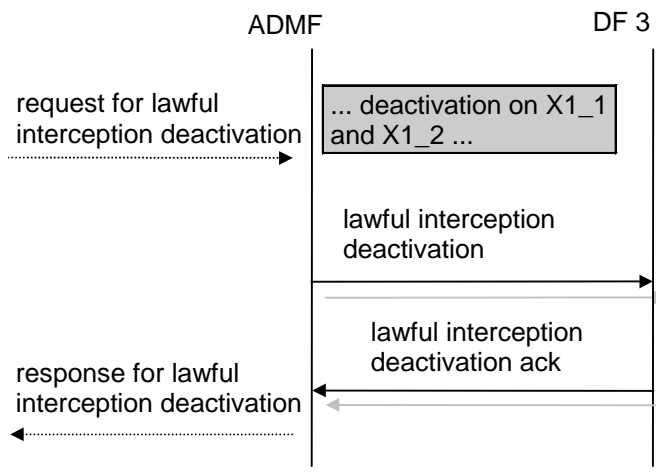 ADMF
DF 3
request for lawful
interception deactivation
... deactivation on X1_1
and X1_2 ...
lawful interception
deactivation
lawful interception
deactivation ack
response for lawful
interception deactivation